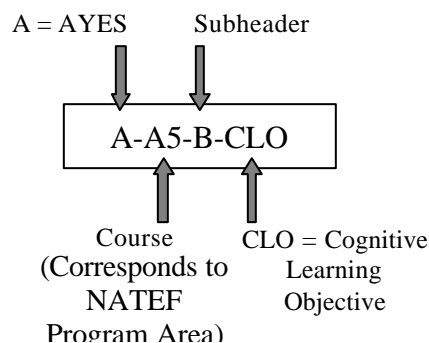 A = AYES Subheader
A-A5-B-CLO
Course
(Corresponds to
NATEF
Program Area)
CLO = Cognitive
Learning
Objective